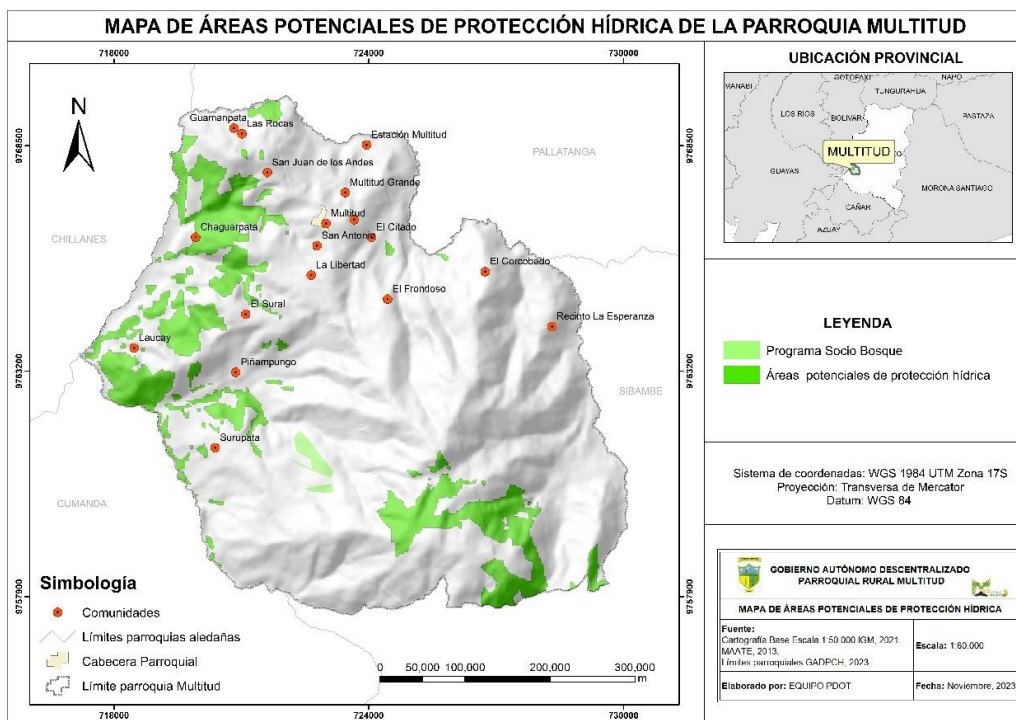 MAPA DE ÁREAS POTENCIALES DE PROTECCIÓN HÍDRICA DE LA PARROQUIA MULTITUD
718000
724000
730000
N
9768500
9768500
Guamanpata
Las Rocas
Estación Multitud
PALLATANGA
San Juan de los Andes
Multitud Grande
Multitud
CHILLANES
Chaguarpata
San Antonio
El Citado
La Libertad
El Corcobado
El Frondoso
El Sural
Recinto La Esperanza
Laucay
9763200
9763200
Piñampungo
SIBAMBE
Surupata
CUMANDA
9757900
9757900
Simbología
Comunidades
Límites parroquias aledañas
Cabecera Parroquial
Límite parroquia Multitud
0 50,000 100,000 200,000 300,000
m
718000
724000
730000
UBICACIÓN PROVINCIAL
MANABI
COTOPAXI
NAPO
TUNGURAHUA
LOS RIOS
BOLIVAR
PASTAZA
MULTITUD
GUAYAS
MORONA SANTIAGO
CAÑAR
AZUAY
LEYENDA
Programa Socio Bosque
Áreas potenciales de protección hídrica
Sistema de coordenadas: WGS 1984 UTM Zona 17S
Proyección: Transversa de Mercator
Datum: WGS 84
GOBIERNO AUTÓNOMO DESCENTRALIZADO
PARROQUIAL RURAL MULTITUD
MAPA DE ÁREAS POTENCIALES DE PROTECCIÓN HÍDRICA
Fuente:
Cartografía Base Escala 1:50.000 IGM, 2021.
MAATE, 2013.
Límites parroquiales GADPCH, 2023
Escala: 1:60.000
Elaborado por: EQUIPO PDOT
Fecha: Noviembre, 2023